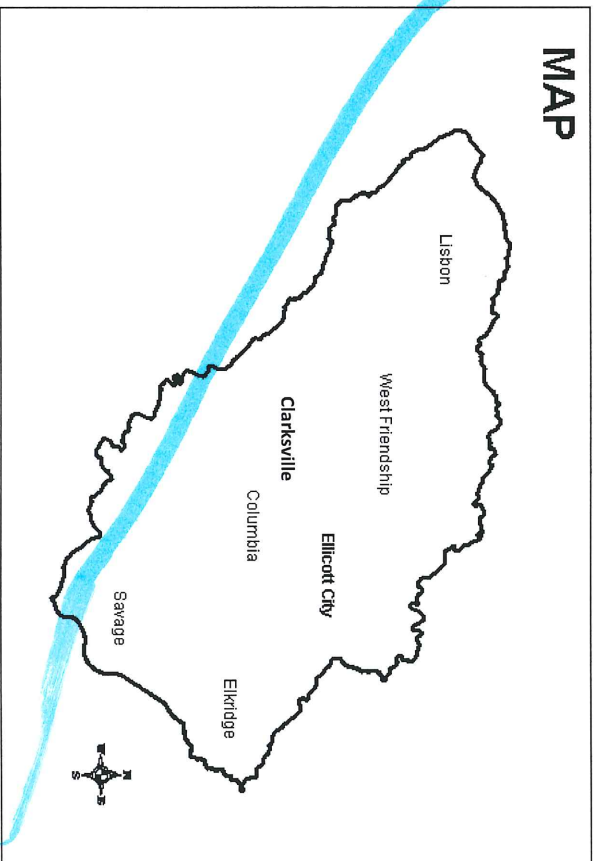 MAP
Lisbon
West Friendship
Ellicott City
Clarksville
Columbia
Elkridge
Savage
N
W E
S